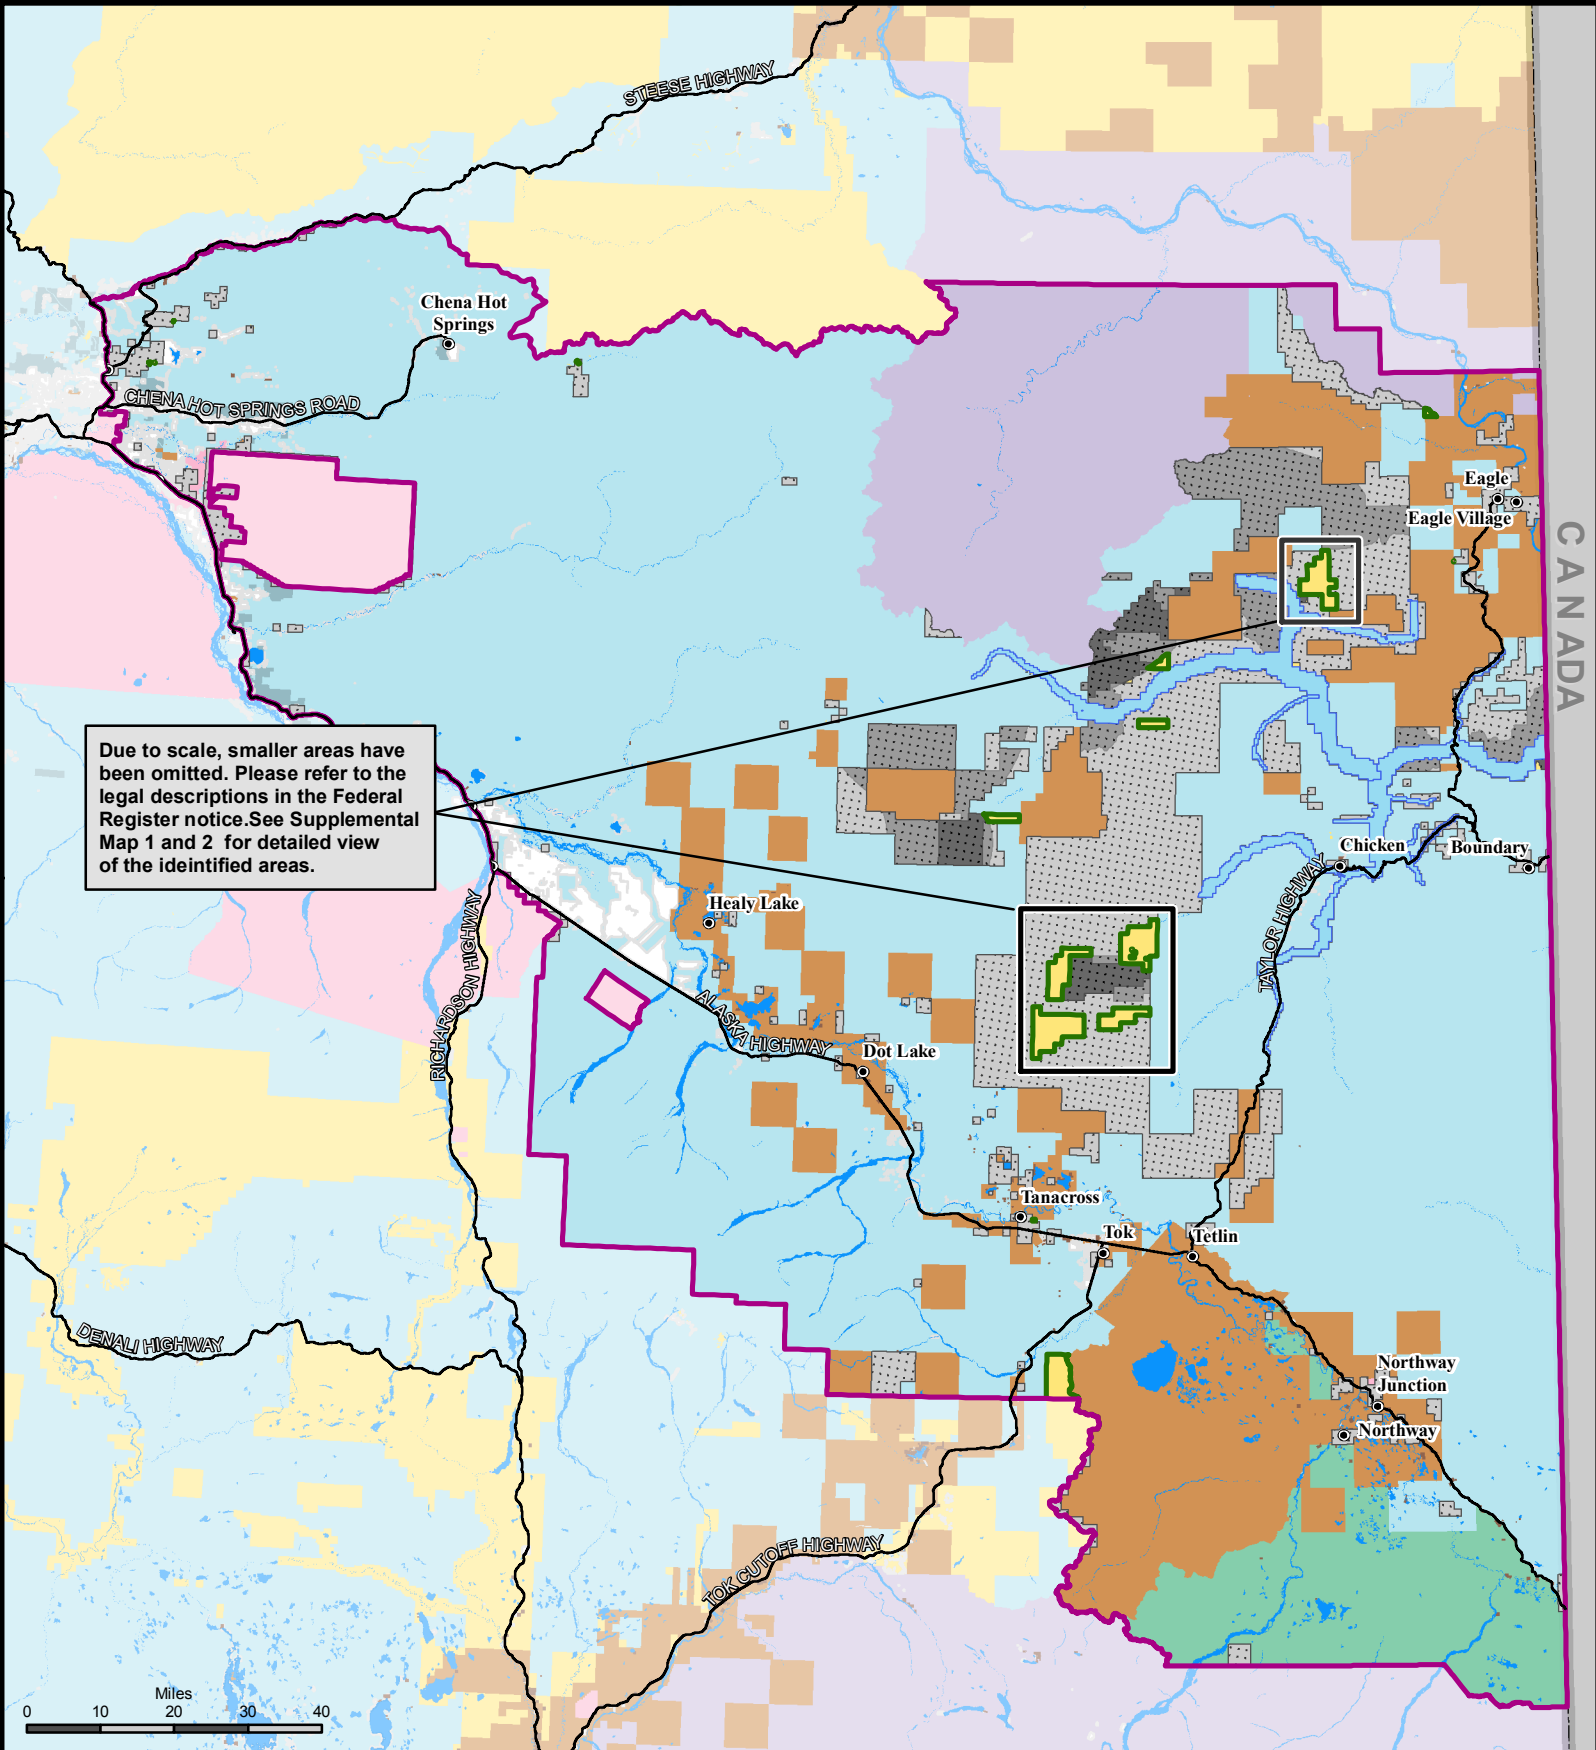 STEESE HIGHWAY
Chena Hot
Springs
CHENA HOT SPRINGS ROAD
Eagle
Eagle Village
CANADA
Due to scale, smaller areas have
been omitted. Please refer to the
legal descriptions in the Federal
Register notice.See Supplemental
Map 1 and 2 for detailed view
of the ideintified areas.
Chicken
Boundary
TAYLOR HIGHWAY
Healy Lake
RICHARDSON HIGHWAY
ALASKA HIGHWAY
Dot Lake
Tanacross
Tok
Tetlin
DENALI HIGHWAY
Northway
Junction
Northway
TOK CUTOFF HIGHWAY
Miles
0 10 20 30 40